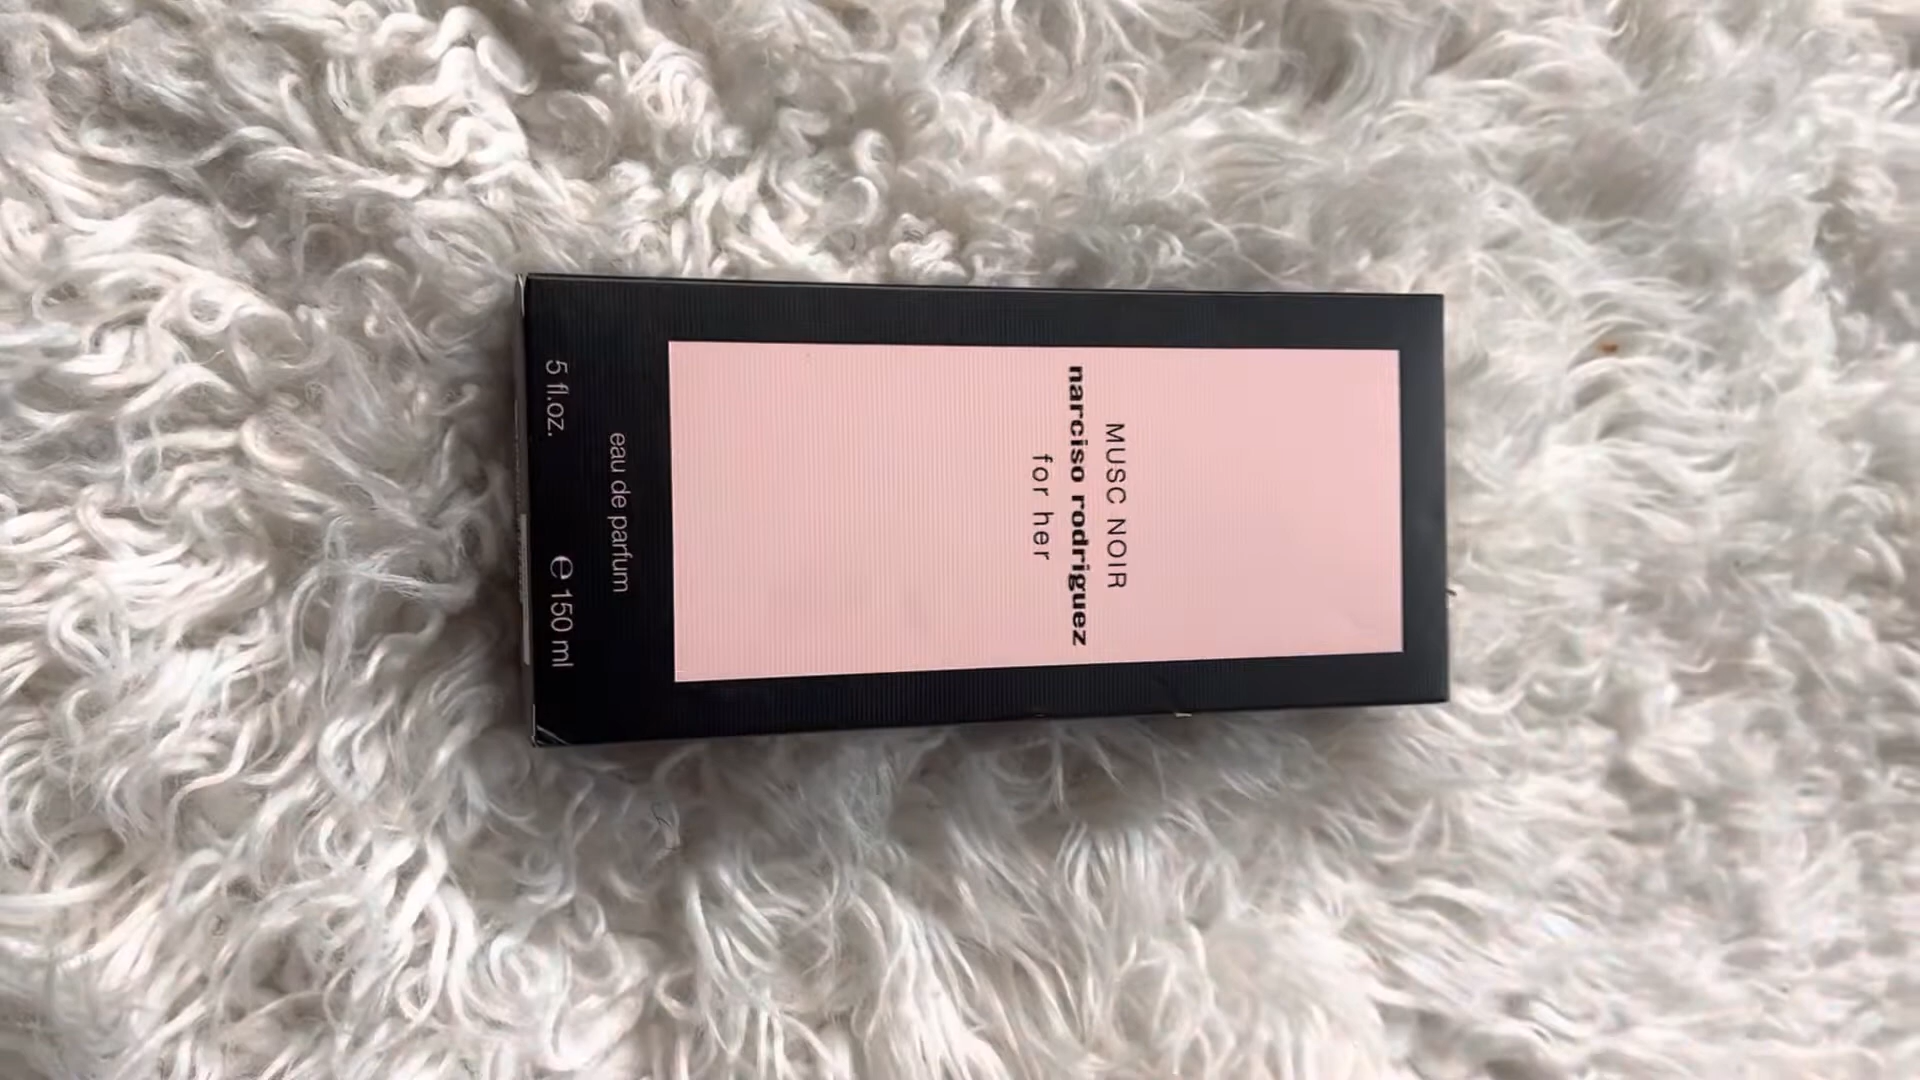 MUSC NOIR
narciso rodriguez
for her
eau de parfum
5 fl.oz. e 150 ml